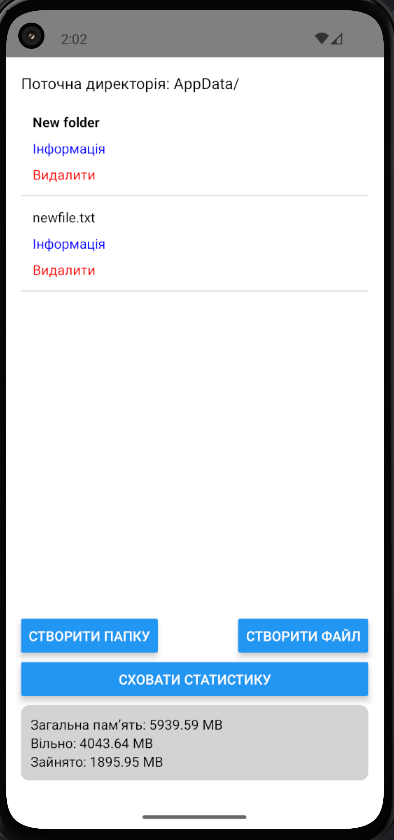 2:02
Поточна директорія: AppData/
New folder
Інформація
Видалити
newfile.txt
Інформація
Видалити
СТВОРИТИ ПАПКУ
СТВОРИТИ ФАЙЛ
СХОВАТИ СТАТИСТИКУ
Загальна пам’ять: 5939.59 MB
Вільно: 4043.64 MB
Зайнято: 1895.95 MB